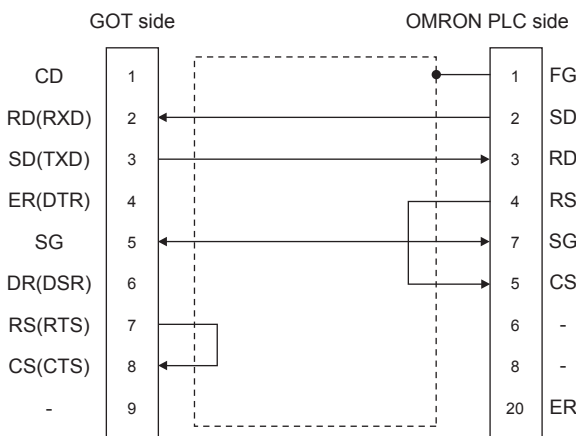 GOT side OMRON PLC side
CD 1 1 FG
RD(RXD) 2 2 SD
SD(TXD) 3 3 RD
ER(DTR) 4 4 RS
SG 5 7 SG
DR(DSR) 6 5 CS
RS(RTS) 7 6 -
CS(CTS) 8 8 -
- 9 20 ER